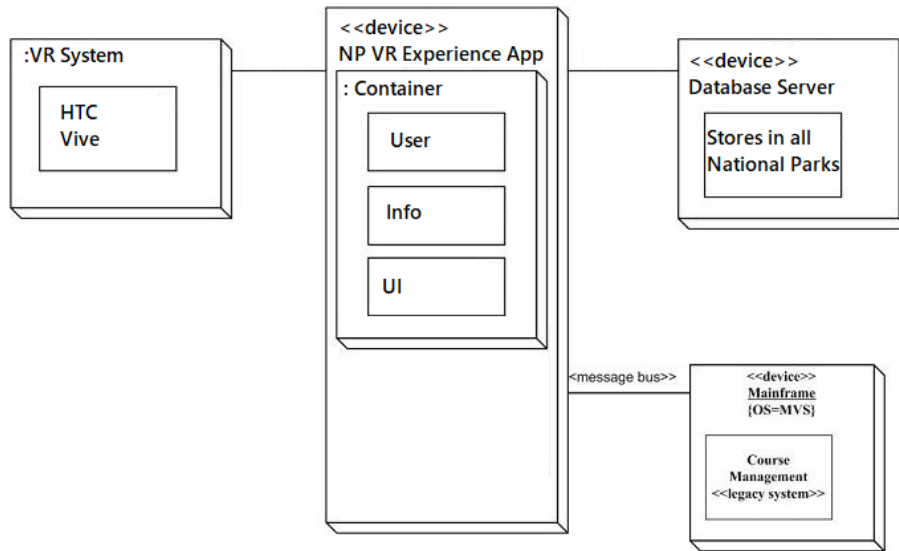 :VR System
HTC
Vive
<<device>>
NP VR Experience App
: Container
User
Info
UI
<<device>>
Database Server
Stores in all
National Parks
<message bus>>
<<device>>
Mainframe
{OS=MVS}
Course
Management
<<legacy system>>